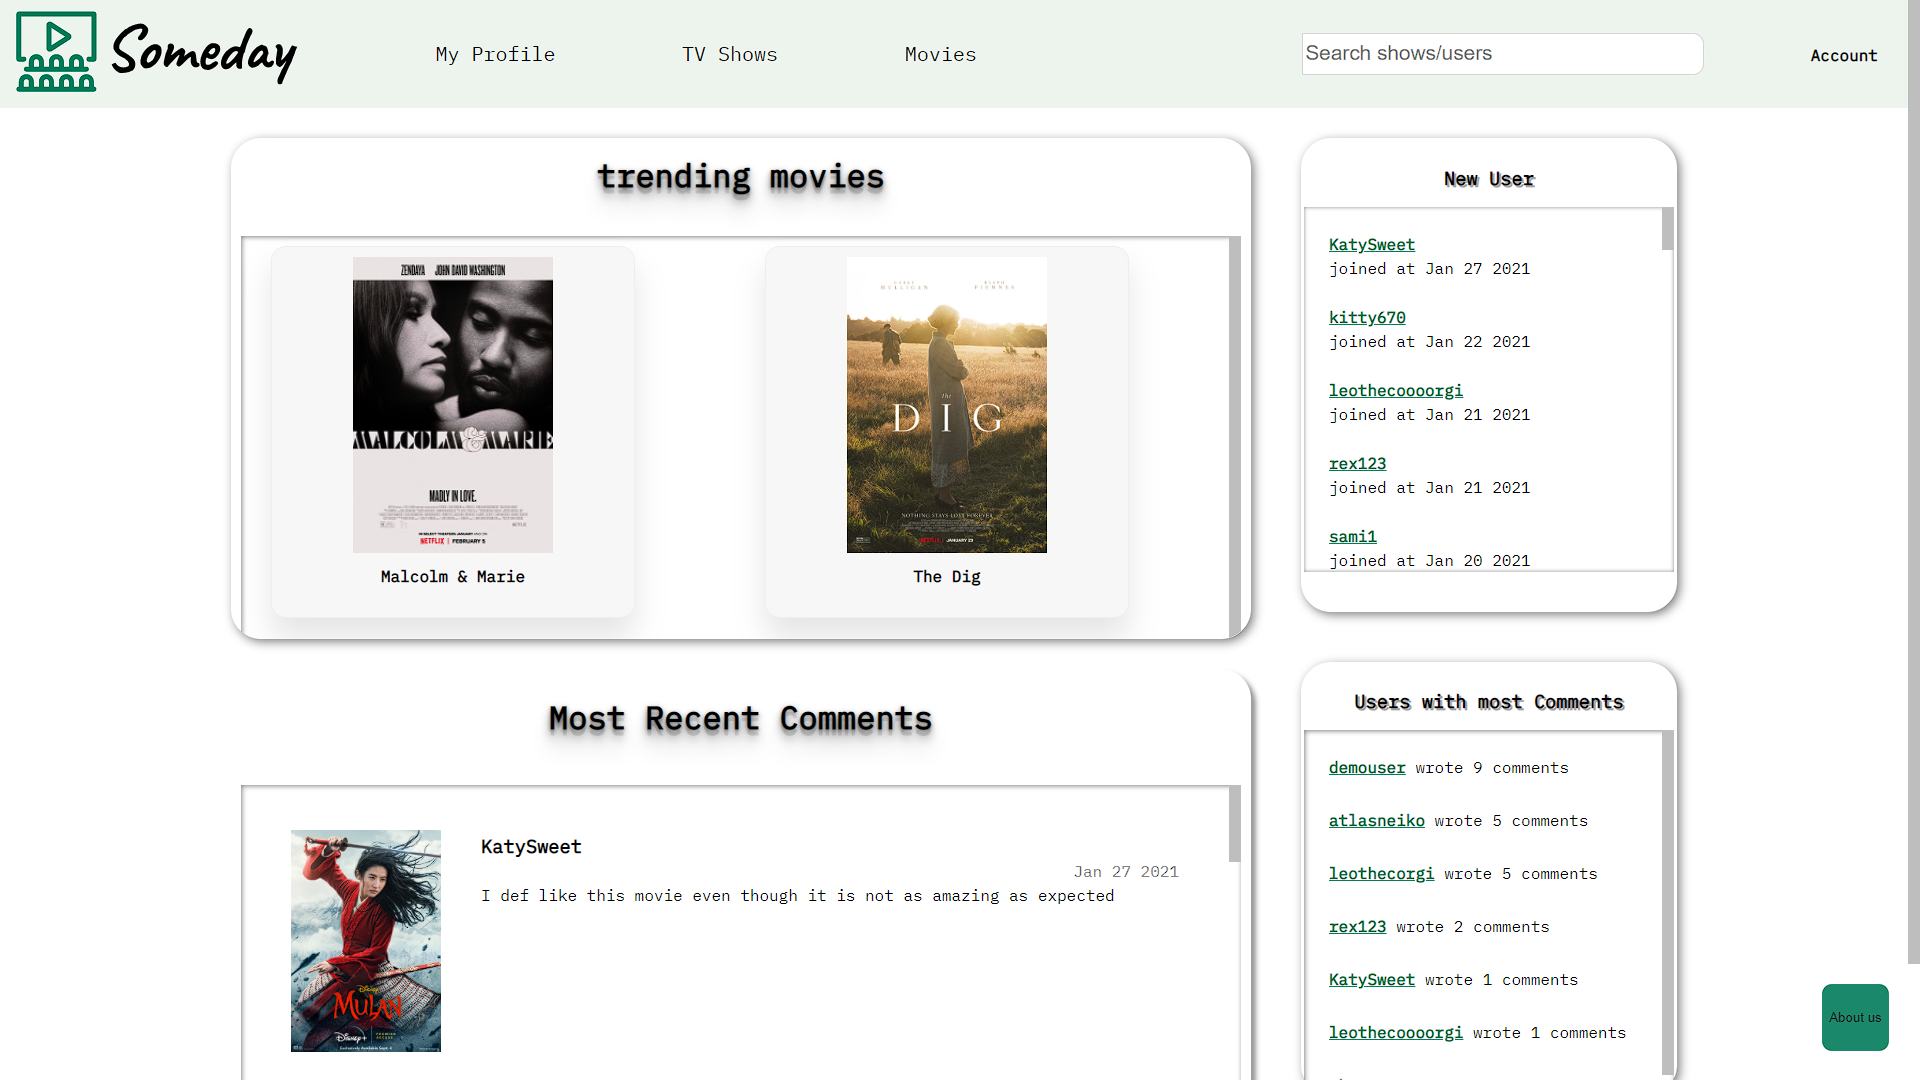 Someday
My Profile
TV Shows
Movies
Search shows/users
Account
trending movies
ZENDAYA JOHN DAVID WASHINGTON
MALCOLM & MARIE
MADLY IN LOVE.
NETFLIX | FEBRUARY 5
Malcolm & Marie
the
DIG
NOTHING STAYS LOST FOREVER
JANUARY 29
The Dig
New User
KatySweet
joined at Jan 27 2021
kitty670
joined at Jan 22 2021
leothecoooorgi
joined at Jan 21 2021
rex123
joined at Jan 21 2021
sami1
joined at Jan 20 2021
Most Recent Comments
Disney
MULAN
Disney+
KatySweet
Jan 27 2021
I def like this movie even though it is not as amazing as expected
Users with most Comments
demouser wrote 9 comments
atlasneiko wrote 5 comments
leothecorgi wrote 5 comments
rex123 wrote 2 comments
KatySweet wrote 1 comments
leothecoooorgi wrote 1 comments
About us